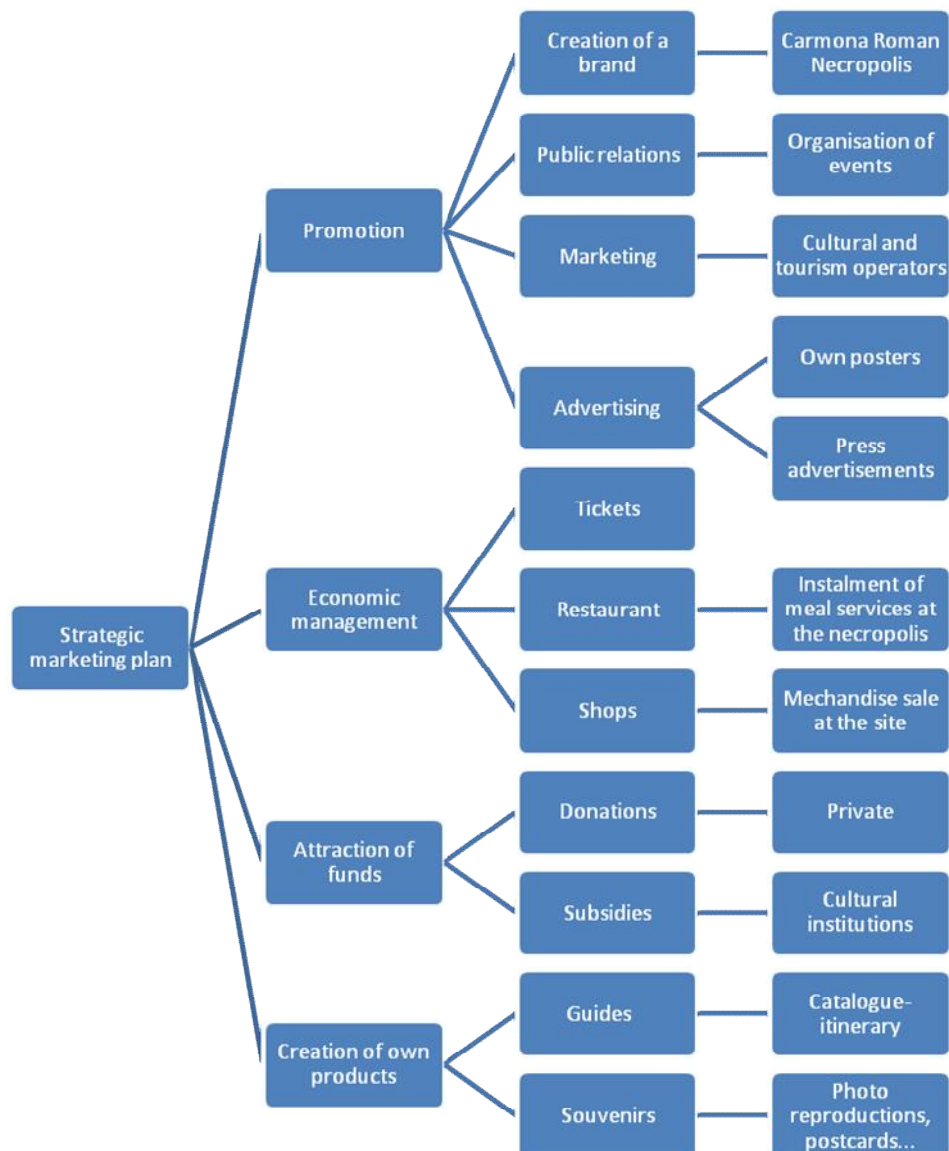 Strategic
marketing plan
Promotion
Creation of a
brand
Carmona Roman
Necropolis
Public relations
Organisation of
events
Marketing
Cultural and
tourism operators
Advertising
Own posters
Press
advertisements
Economic
management
Tickets
Restaurant
Instalment of
meal services at
the necropolis
Shops
Mechandise sale
at the site
Attraction of
funds
Donations
Private
Subsidies
Cultural
institutions
Creation of own
products
Guides
Catalogue-
itinerary
Souvenirs
Photo
reproductions,
postcards...